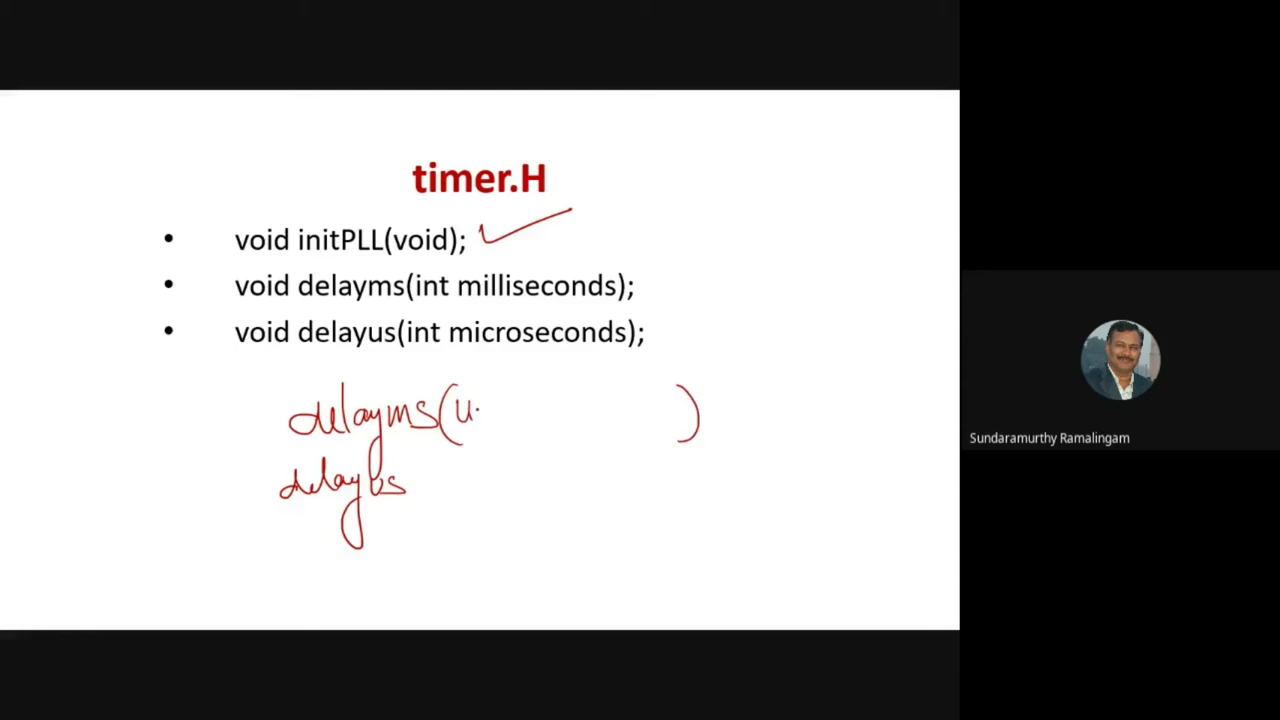 timer.H
• void initPLL(void);
• void delayms(int milliseconds);
• void delayus(int microseconds);
delayms(u )
delayus
Sundaramurthy Ramalingam